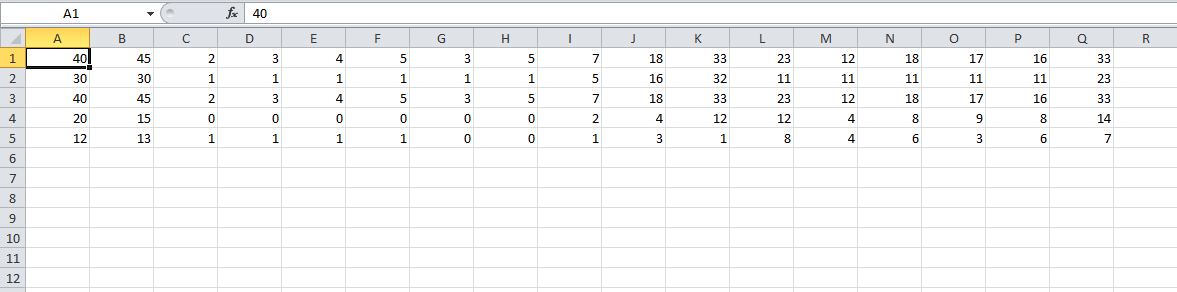 A1 fx 40
A B C D E F G H I J K L M N O P Q R
1 40 45 2 3 4 5 3 5 7 18 33 23 12 18 17 16 33
2 30 30 1 1 1 1 1 1 5 16 32 11 11 11 11 11 23
3 40 45 2 3 4 5 3 5 7 18 33 23 12 18 17 16 33
4 20 15 0 0 0 0 0 0 2 4 12 12 4 8 9 8 14
5 12 13 1 1 1 1 0 0 1 3 1 8 4 6 3 6 7
6
7
8
9
10
11
12